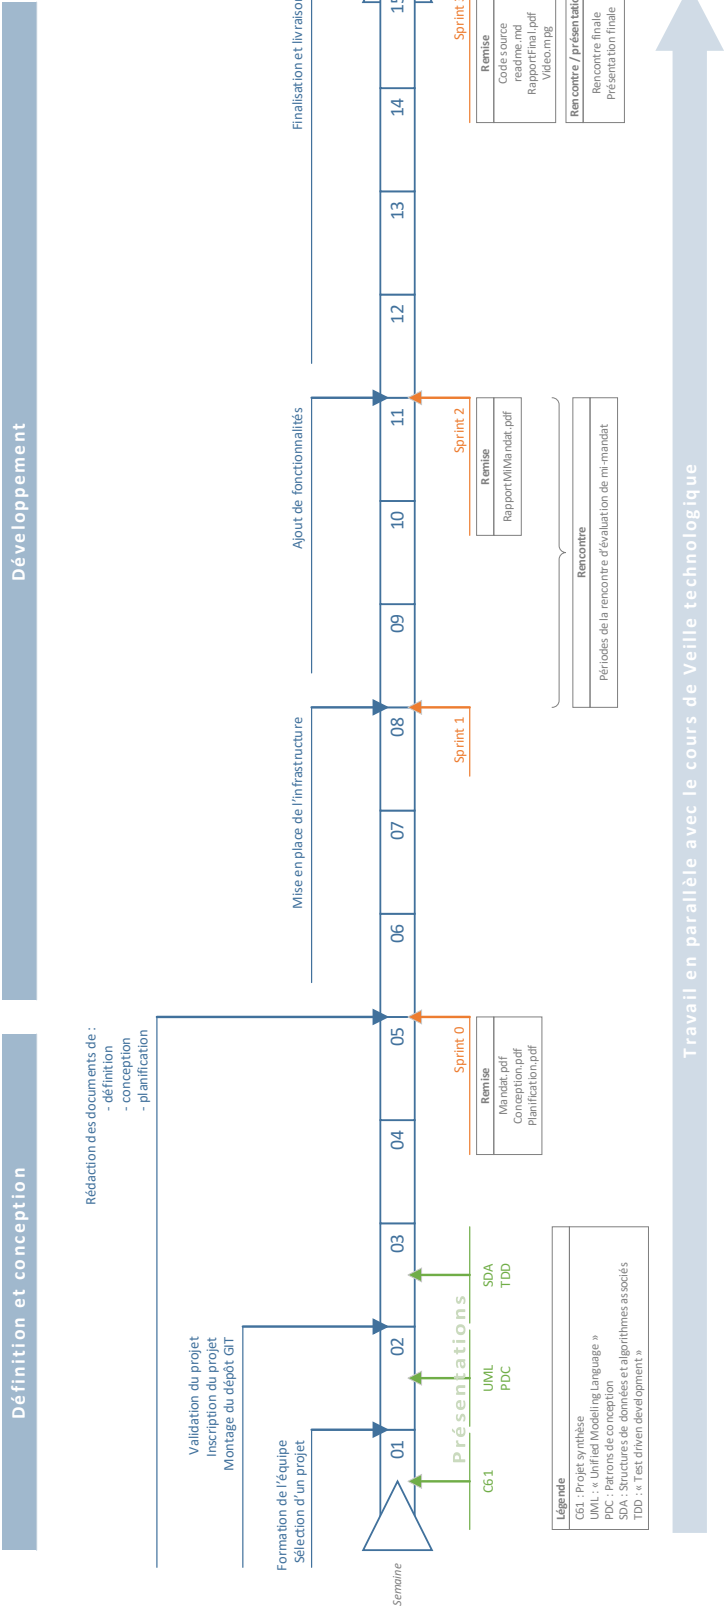 Définition et conception
Développement
Rédaction des documents de :
- définition
- conception
- planification
Validation du projet
Inscription du projet
Montage du dépôt GIT
Formation de l'équipe
Sélection d'un projet
Mise en place de l'infrastructure
Ajout de fonctionnalités
Finalisation et livraison
Semaine
01
02
03
04
05
06
07
08
09
10
11
12
13
14
15
Présentations
C61
UML
PDC
SDA
TDD
Sprint 0
Remise
Mandat.pdf
Conception.pdf
Planification.pdf
Sprint 1
Sprint 2
Remise
RapportMiMandat.pdf
Rencontre
Périodes de la rencontre d'évaluation de mi-mandat
Sprint
Remise
Code source
readme.md
RapportFinal.pdf
Video.mpg
Rencontre / présentation
Rencontre finale
Présentation finale
Légende
C61 : Projet synthèse
UML : « Unified Modeling Language »
PDC : Patrons de conception
SDA : Structures de données et algorithmes associés
TDD : « Test driven development »
Travail en parallèle avec le cours de Veille technologique